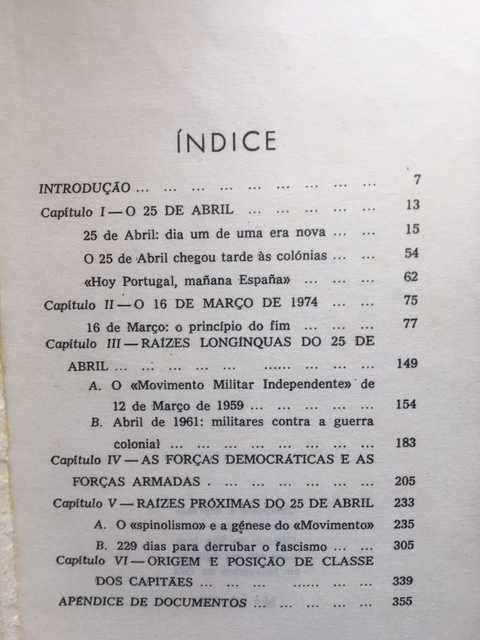 ÍNDICE
INTRODUÇÃO ... ... ... ... ... ... ... ... ... 7
Capítulo I — O 25 DE ABRIL ... ... ... ... ... 13
25 de Abril: dia um de uma era nova ... ... 15
O 25 de Abril chegou tarde às colónias ... ... 54
«Hoy Portugal, mañana España» ... ... ... 62
Capítulo II — O 16 DE MARÇO DE 1974 ... ... 75
16 de Março: o princípio do fim ... ... ... 77
Capítulo III — RAÍZES LONGÍNQUAS DO 25 DE
ABRIL ... ... ... ... ... ...... ... ... ... 149
A. O «Movimento Militar Independente» de
12 de Março de 1959 ... ... ... ... ... 154
B. Abril de 1961: militares contra a guerra
colonial ... ... ... ... ... ... ... ... 183
Capítulo IV — AS FORÇAS DEMOCRÁTICAS E AS
FORÇAS ARMADAS . ... ... ... ... ... ... 205
Capítulo V — RAÍZES PRÓXIMAS DO 25 DE ABRIL 233
A. O «spinolismo» e a génese do «Movimento» 235
B. 229 dias para derrubar o fascismo ... ... 305
Capítulo VI — ORIGEM E POSIÇÃO DE CLASSE
DOS CAPITÃES ... ... ...... ... ... ... 339
APÉNDICE DE DOCUMENTOS ... ... ... ... ... 355